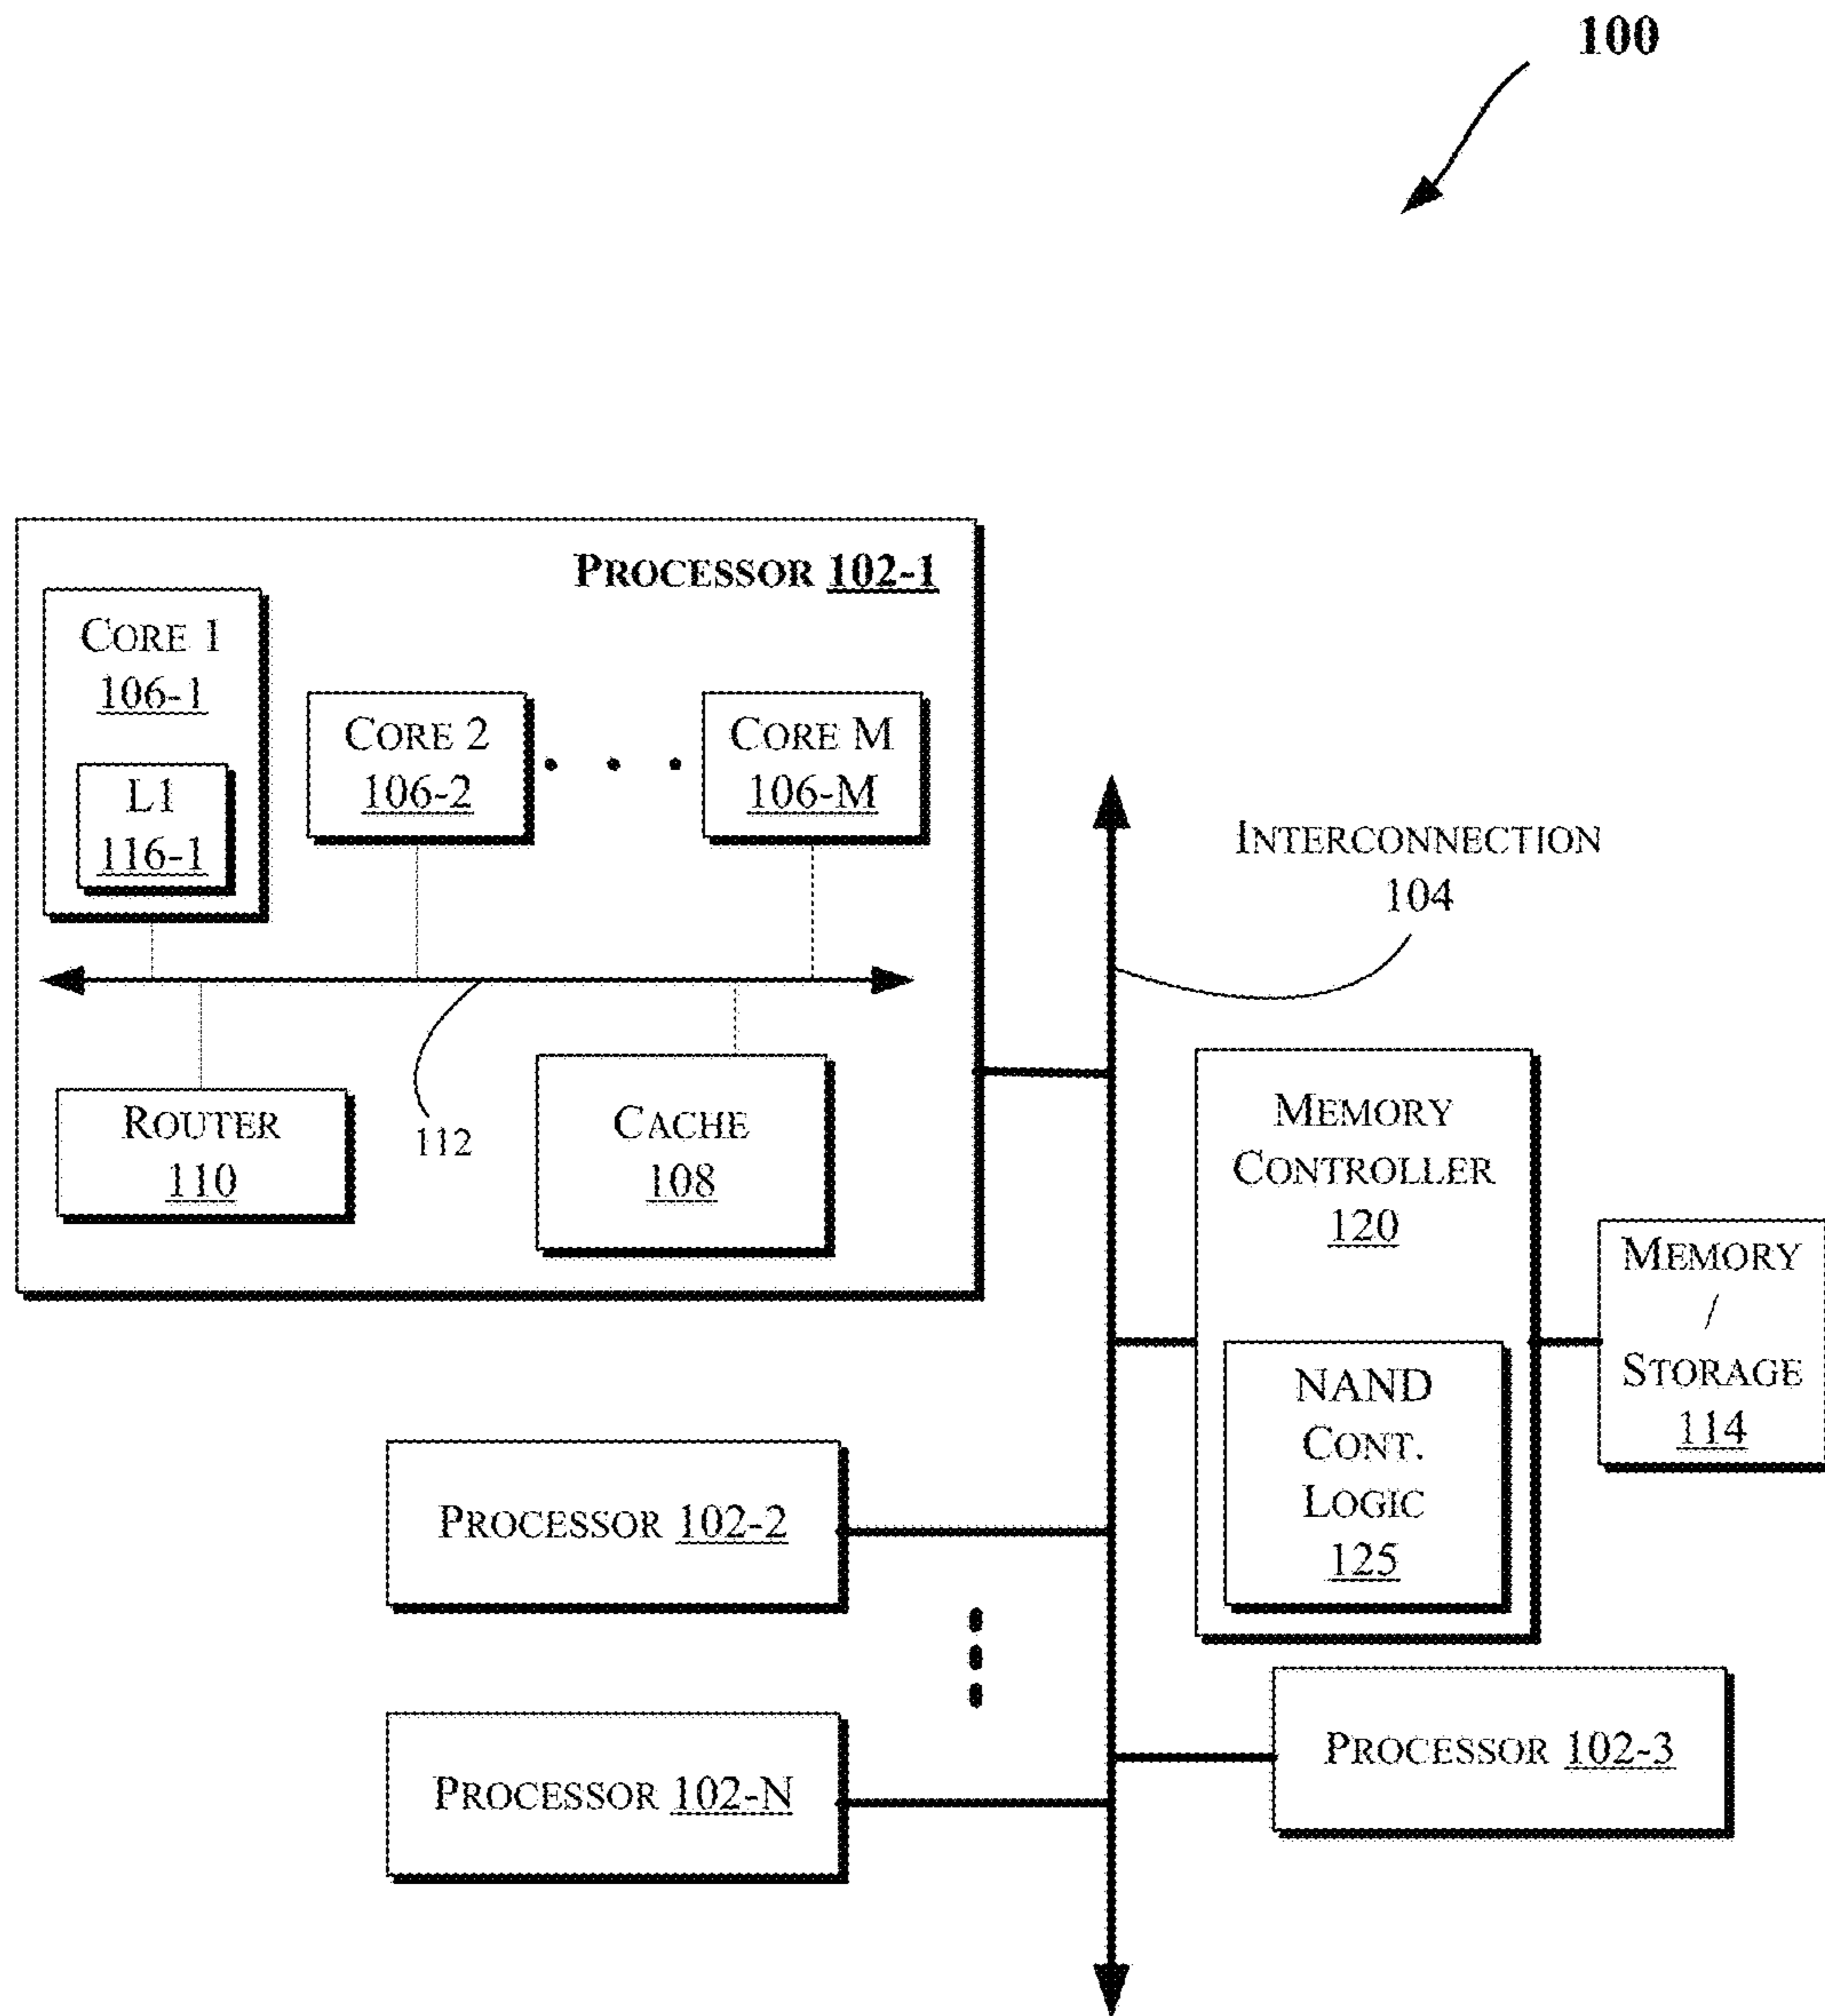 100
PROCESSOR 102-1
CORE 1
106-1
L1
116-1
CORE 2
106-2
CORE M
106-M
INTERCONNECTION
104
112
ROUTER
110
CACHE
108
MEMORY
CONTROLLER
120
NAND
CONT.
LOGIC
125
MEMORY
/
STORAGE
114
PROCESSOR 102-2
PROCESSOR 102-3
PROCESSOR 102-N